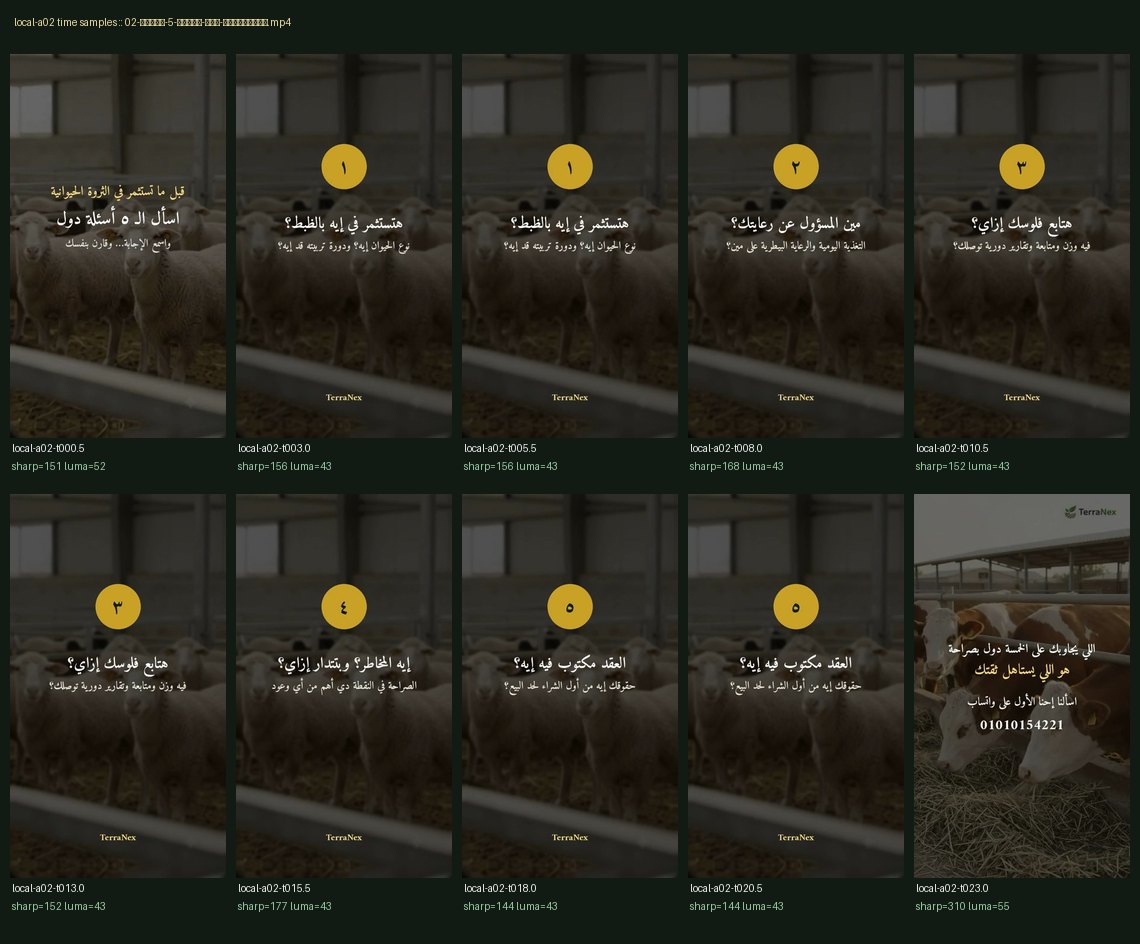 local-a02 time samples :: 02-
-5-
mp4
قبل ما تستثمر في الثروة الحيوانية
اسأل الـ ٥ أسئلة دول
واسمع الإجابة... وقارن بنفسك
local-a02-t000.5
sharp=151 luma=52
١
هتستثمر في إيه بالظبط؟
نوع الحيوان إيه؟ ودورة تربيته قد إيه؟
TerraNex
local-a02-t003.0
sharp=156 luma=43
١
هتستثمر في إيه بالظبط؟
نوع الحيوان إيه؟ ودورة تربيته قد إيه؟
TerraNex
local-a02-t005.5
sharp=156 luma=43
٢
مين المسؤول عن رعايتك؟
التغذية اليومية والرعاية البيطرية على مين؟
TerraNex
local-a02-t008.0
sharp=168 luma=43
٣
هتابع فلوسك إزاي؟
فيه وزن ومتابعة وتقارير دورية توصلك؟
TerraNex
local-a02-t010.5
sharp=152 luma=43
٣
هتابع فلوسك إزاي؟
فيه وزن ومتابعة وتقارير دورية توصلك؟
TerraNex
local-a02-t013.0
sharp=152 luma=43
٤
إيه المخاطر؟ وبتتدار إزاي؟
الصراحة في النقطة دي أهم من أي وعود
TerraNex
local-a02-t015.5
sharp=177 luma=43
٥
العقد مكتوب فيه إيه؟
حقوقك إيه من أول الشراء لحد البيع؟
TerraNex
local-a02-t018.0
sharp=144 luma=43
٥
العقد مكتوب فيه إيه؟
حقوقك إيه من أول الشراء لحد البيع؟
TerraNex
local-a02-t020.5
sharp=144 luma=43
TerraNex
اللي يجاوبك على الخمسة دول بصراحة
هو اللي يستاهل ثقتك
اسألنا إحنا الأول على واتساب
01010154221
local-a02-t023.0
sharp=310 luma=55